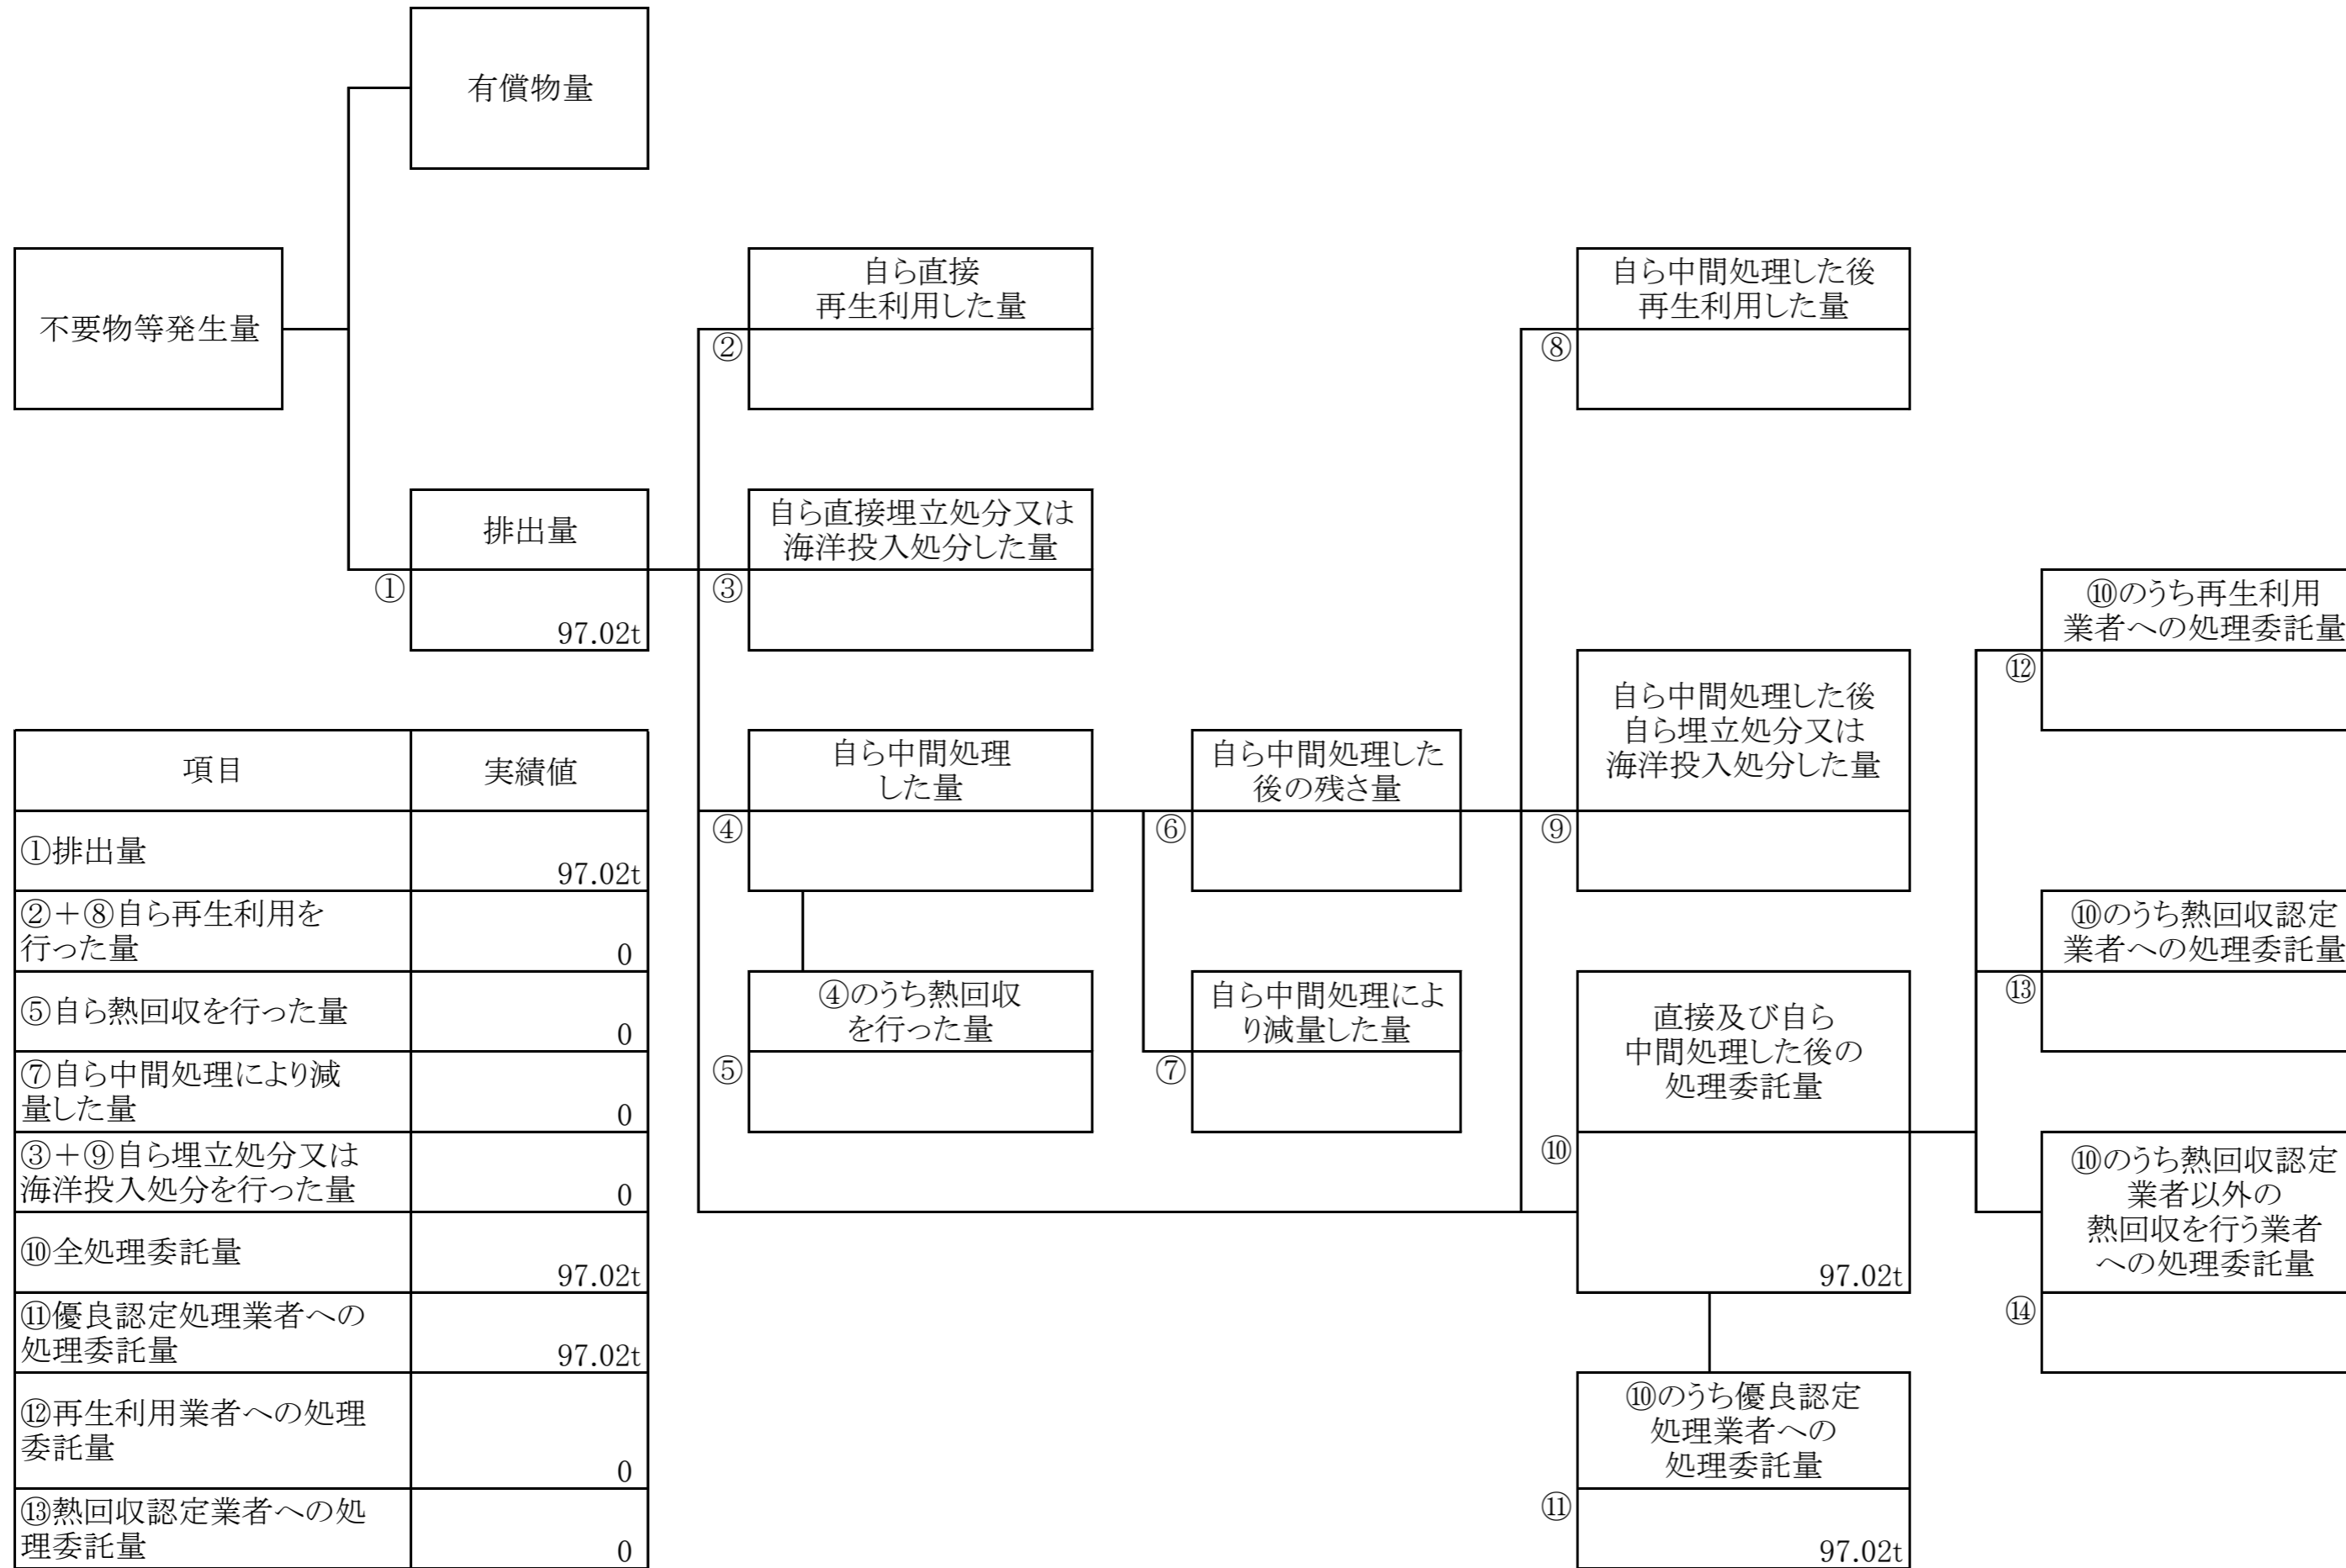 有償物量
不要物等発生量
自ら直接
再生利用した量
②
自ら中間処理した後
再生利用した量
⑧
排出量
①
97.02t
自ら直接埋立処分又は
海洋投入処分した量
③
⑩のうち再生利用
業者への処理委託量
⑫
自ら中間処理
した量
④
自ら中間処理した
後の残さ量
⑥
自ら中間処理した後
自ら埋立処分又は
海洋投入処分した量
⑨
④のうち熱回収
を行った量
⑤
自ら中間処理によ
り減量した量
⑦
直接及び自ら
中間処理した後の
処理委託量
⑩
97.02t
⑩のうち熱回収認定
業者への処理委託量
⑬
⑩のうち熱回収認定
業者以外の
熱回収を行う業者
への処理委託量
⑭
⑩のうち優良認定
処理業者への
処理委託量
⑪
97.02t
項目 実績値
①排出量
97.02t
②+⑧自ら再生利用を
行った量
0
⑤自ら熱回収を行った量
0
⑦自ら中間処理により減
量した量
0
③+⑨自ら埋立処分又は
海洋投入処分を行った量
0
⑩全処理委託量
97.02t
⑪優良認定処理業者への
処理委託量
97.02t
⑫再生利用業者への処理
委託量
0
⑬熱回収認定業者への処
理委託量
0